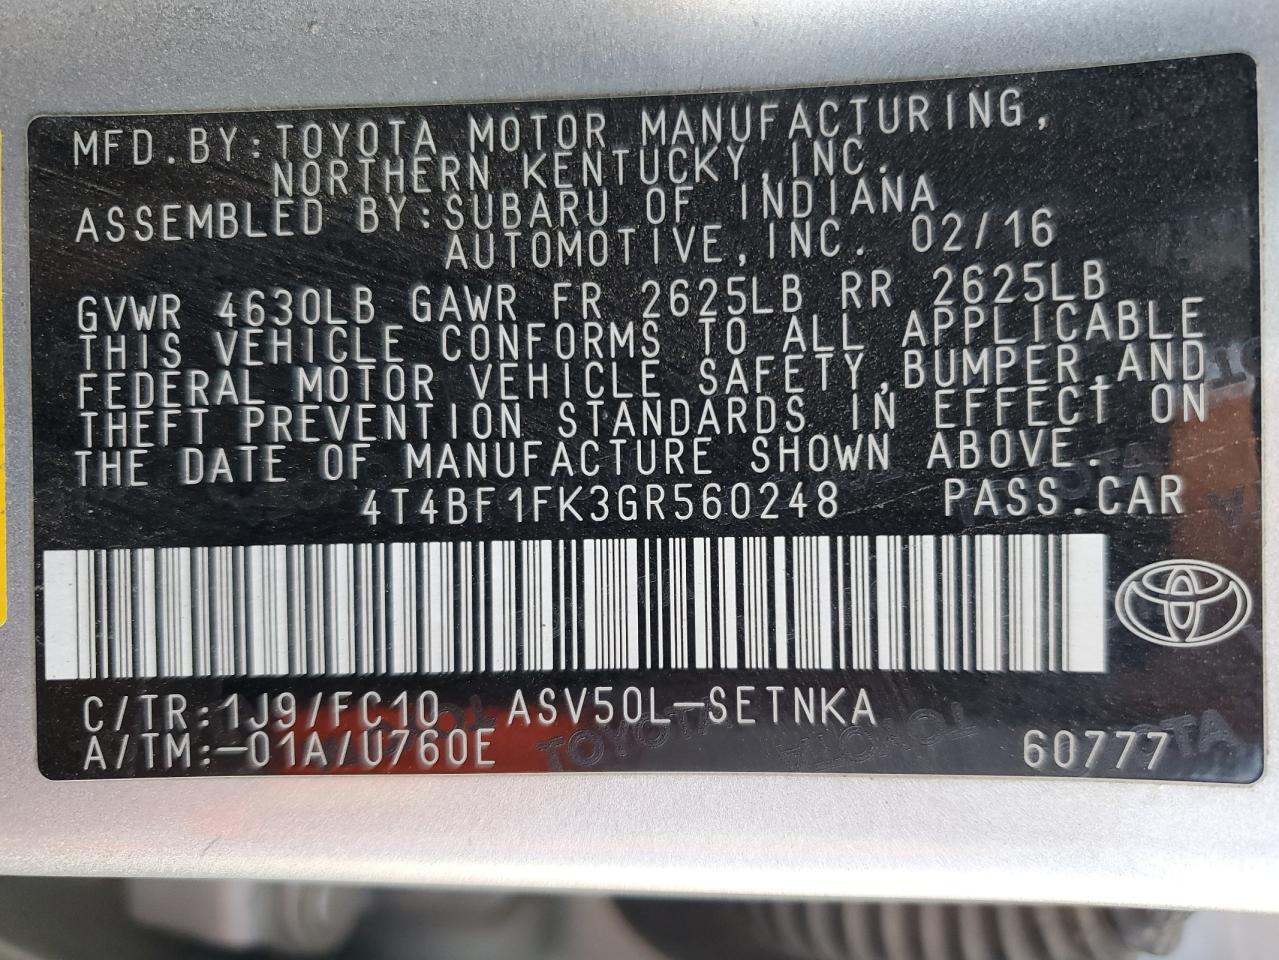 MFD.BY:TOYOTA MOTOR MANUFACTURING,
NORTHERN KENTUCKY,INC.
ASSEMBLED BY:SUBARU OF INDIANA
AUTOMOTIVE,INC. 02/16
GVWR 4630LB GAWR FR 2625LB RR 2625LB
THIS VEHICLE CONFORMS TO ALL APPLICABLE
FEDERAL MOTOR VEHICLE SAFETY,BUMPER,AND
THEFT PREVENTION STANDARDS IN EFFECT ON
THE DATE OF MANUFACTURE SHOWN ABOVE.
4T4BF1FK3GR560248 PASS.CAR
C/TR:1J9/FC10 ASV50L-SETNKA
A/TM:-01A/U760E 60777